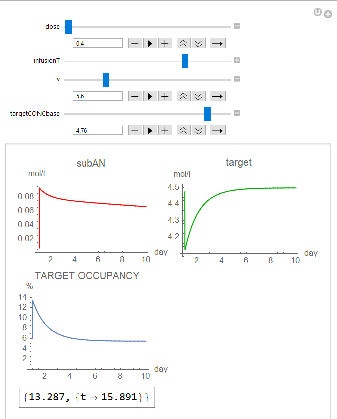 dose
0.4
infusionT
v
5.6
targetCONCbase
4.76
subAN
target
mol/l
mol/l
0.08
0.06
0.04
0.02
2 4 6 8 10 day
4.5
4.4
4.3
4.2
2 4 6 8 10 day
TARGET OCCUPANCY
%
14
12
10
8
6
4
2
2 4 6 8 10 day
{13.287, {t → 15.891}}